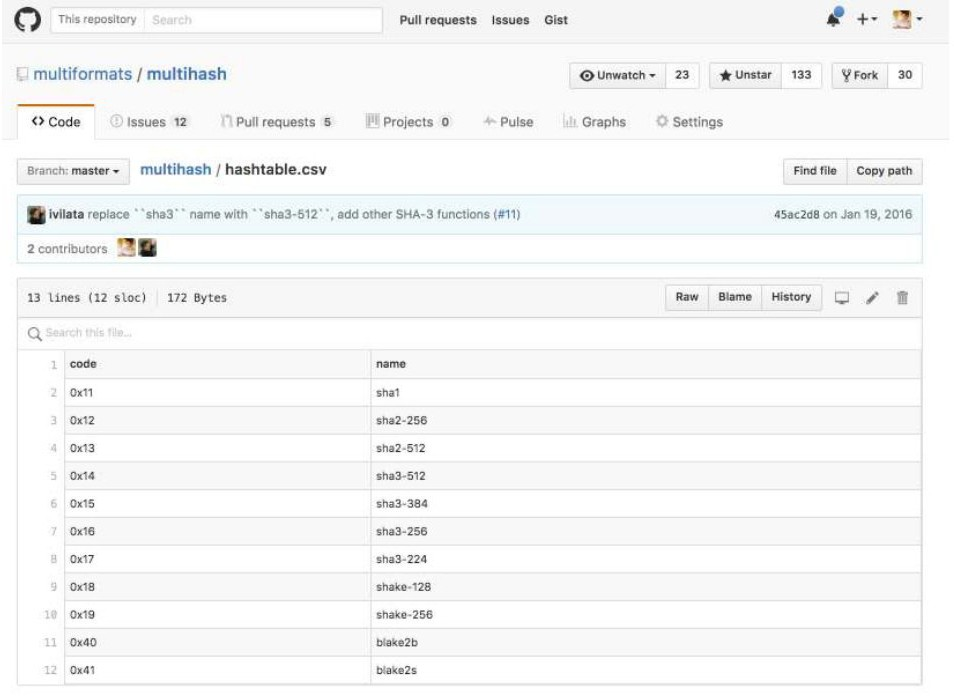 This repository Search Pull requests Issues Gist
multiformats / multihash Unwatch 23 Unstar 133 Fork 30
Code Issues 12 Pull requests 5 Projects 0 Pulse Graphs Settings
Branch: master multihash / hashtable.csv Find file Copy path
ivilata replace ``sha3`` name with ``sha3-512``, add other SHA-3 functions (#11) 45ac2d8 on Jan 19, 2016
2 contributors
13 lines (12 sloc) 172 Bytes Raw Blame History
Search this file...
1 code name
2 0x11 sha1
3 0x12 sha2-256
4 0x13 sha2-512
5 0x14 sha3-512
6 0x15 sha3-384
7 0x16 sha3-256
8 0x17 sha3-224
9 0x18 shake-128
10 0x19 shake-256
11 0x40 blake2b
12 0x41 blake2s